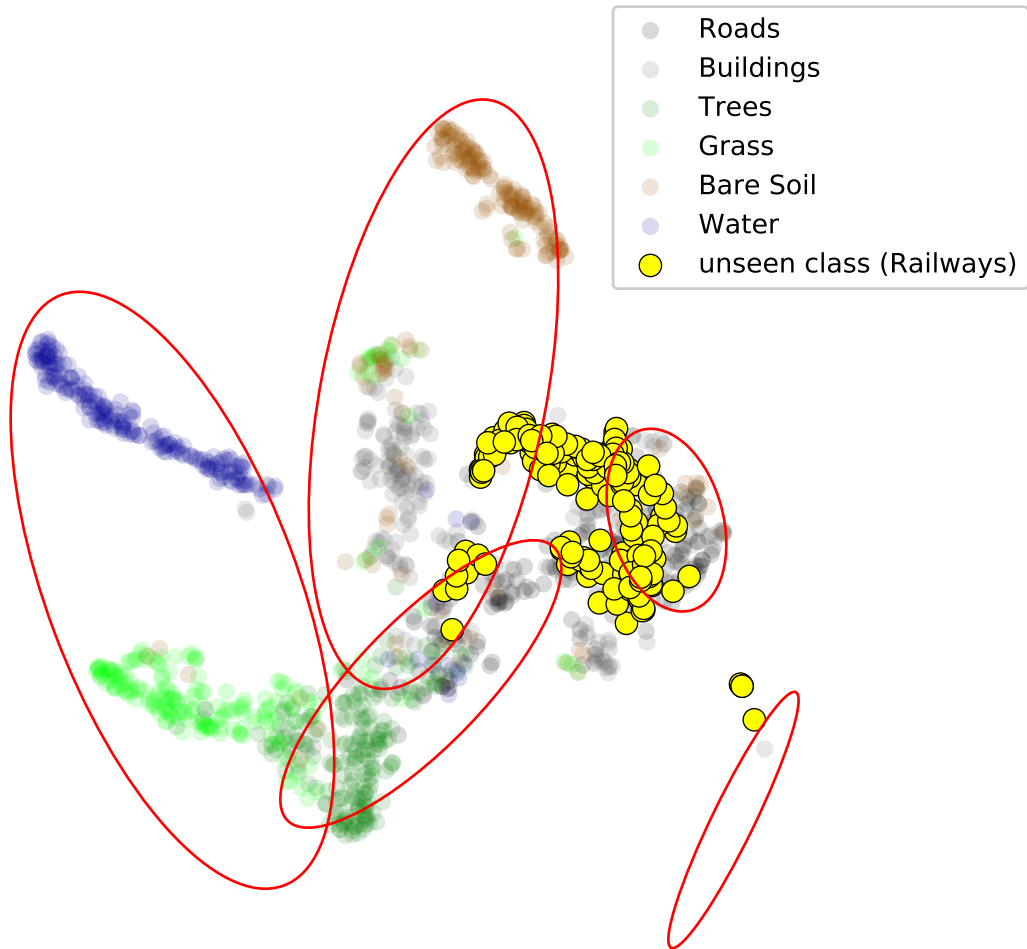 Roads
Buildings
Trees
Grass
Bare Soil
Water
unseen class (Railways)